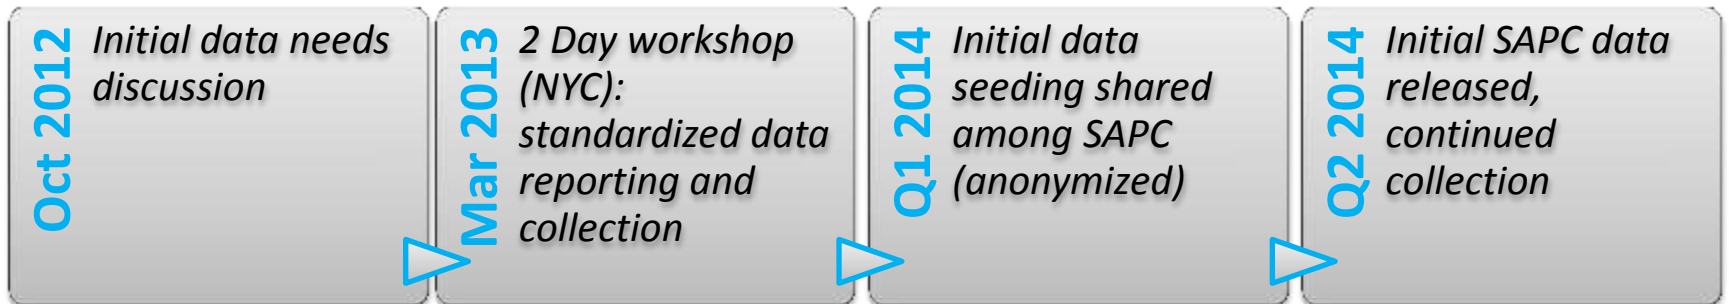 Oct 2012
Initial data needs
discussion
Mar 2013
2 Day workshop
(NYC):
standardized data
reporting and
collection
Q1 2014
Initial data
seeding shared
among SAPC
(anonymized)
Q2 2014
Initial SAPC data
released,
continued
collection